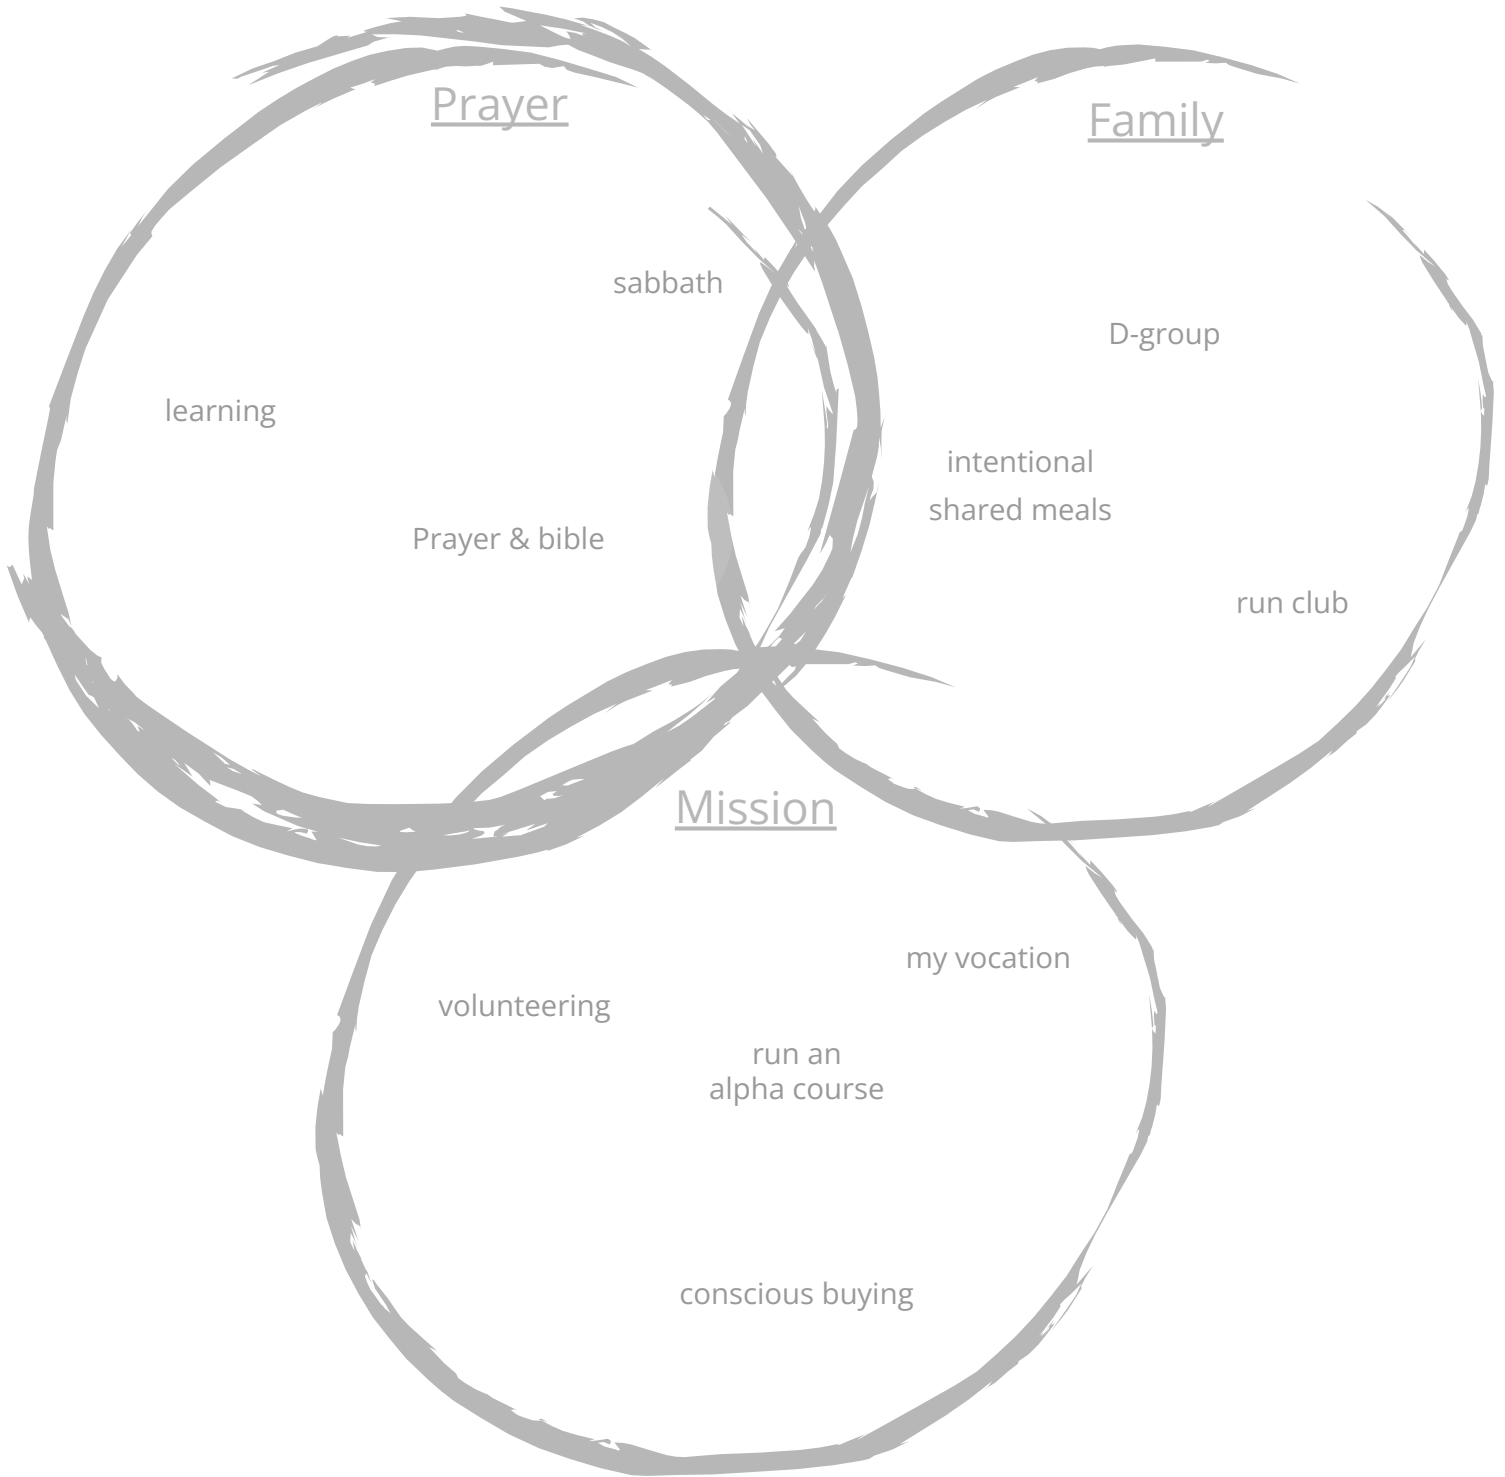 Prayer
sabbath
learning
Prayer & bible
Family
D-group
intentional
shared meals
run club
Mission
my vocation
volunteering
run an
alpha course
conscious buying